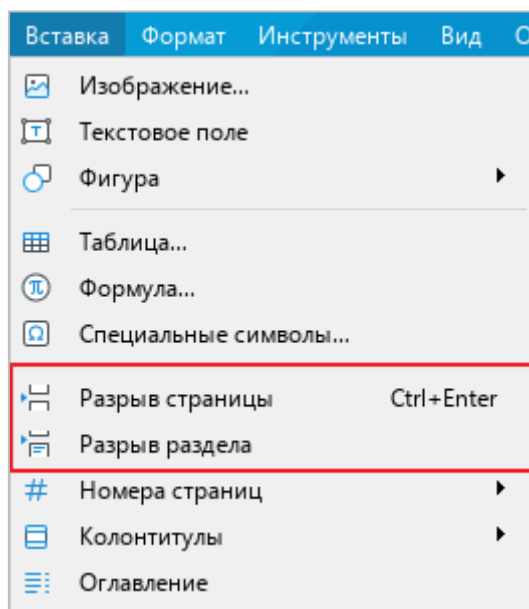 Вставка Формат Инструменты Вид
Изображение...
Текстовое поле
Фигура
Таблица...
Формула...
Специальные символы...
Разрыв страницы Ctrl+Enter
Разрыв раздела
Номера страниц
Колонтитулы
Оглавление